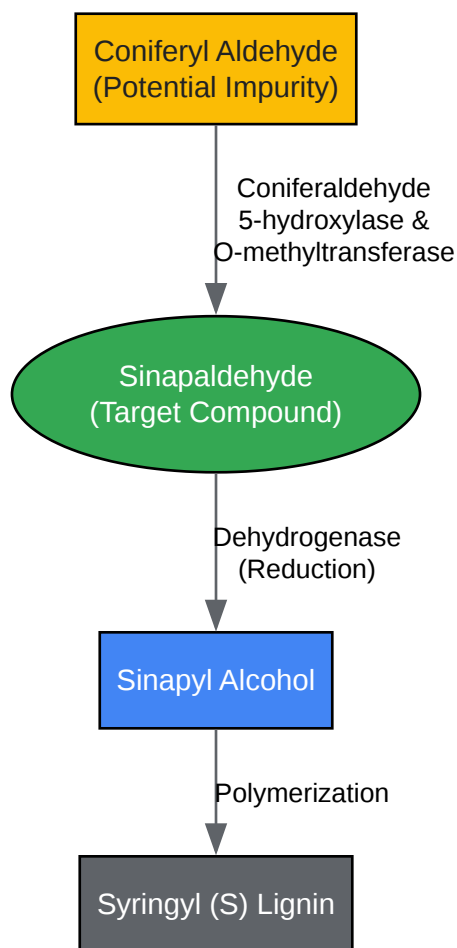 Coniferyl Aldehyde
(Potential Impurity)
Coniferaldehyde
5-hydroxylase &
O-methyltransferase
Sinapaldehyde
(Target Compound)
Dehydrogenase
(Reduction)
Sinapyl Alcohol
Polymerization
Syringyl (S) Lignin